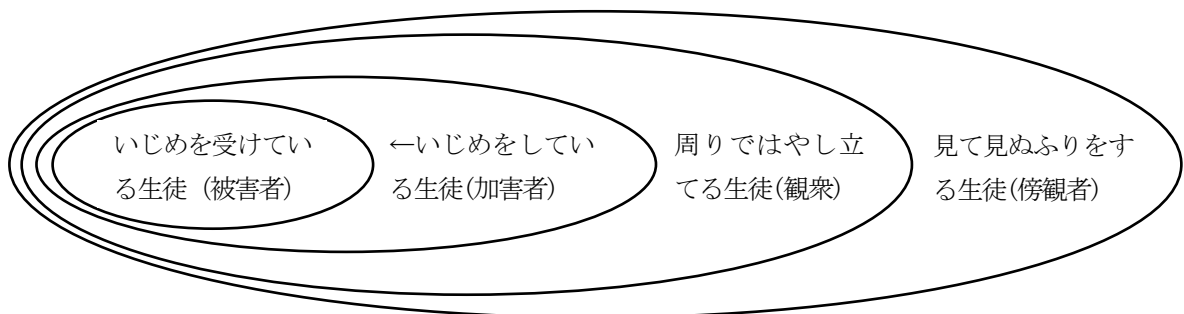 いじめを受けてい
る生徒（被害者）
←いじめをしてい
る生徒(加害者)
周りではやし立
てる生徒(観衆)
見て見ぬふりをす
る生徒(傍観者)